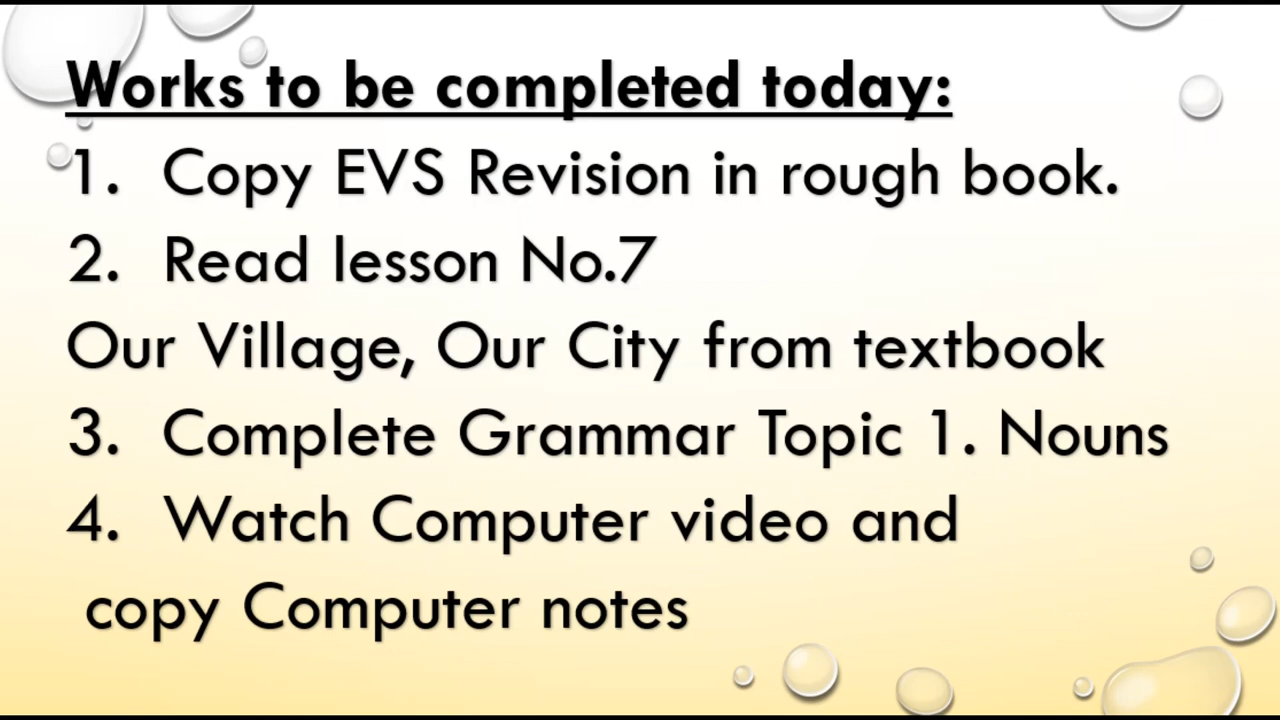 Works to be completed today:
1. Copy EVS Revision in rough book.
2. Read lesson No.7
Our Village, Our City from textbook
3. Complete Grammar Topic 1. Nouns
4. Watch Computer video and
copy Computer notes